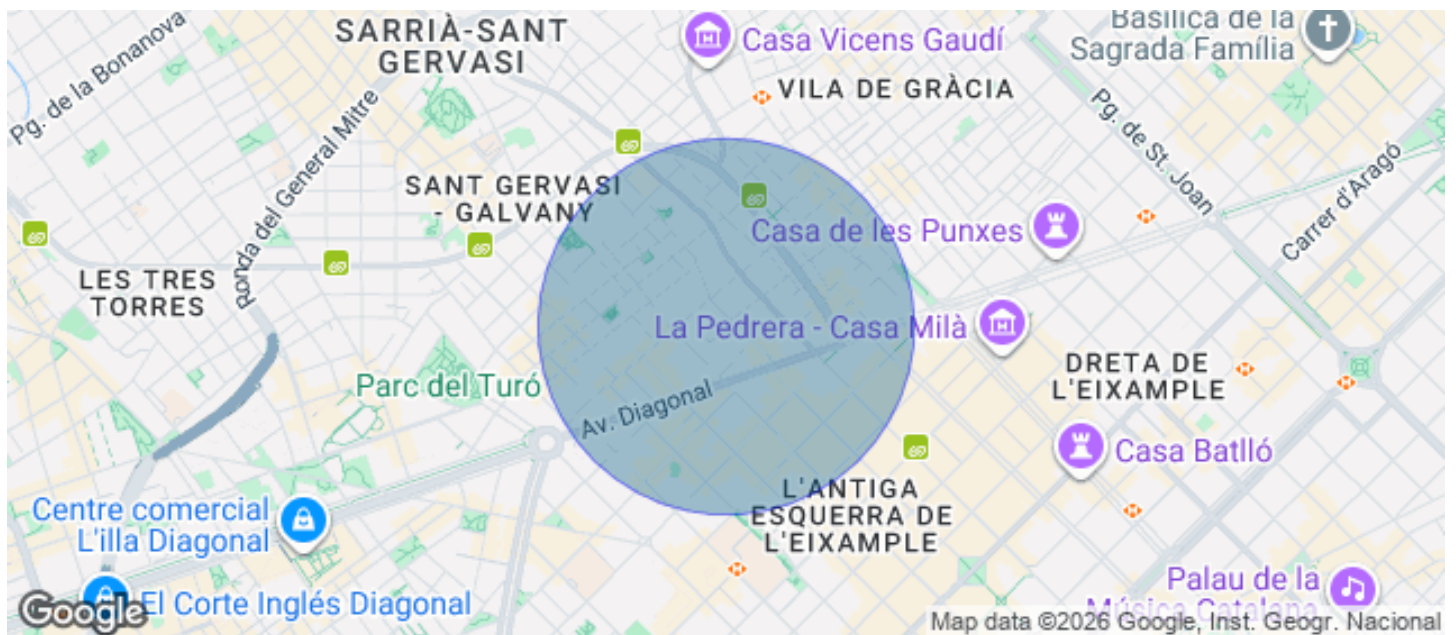 Basílica de la
Sagrada Família
SARRIÀ-SANT
GERVASI
Casa Vicens Gaudí
Pg. de la Bonanova
VILA DE GRÀCIA
Ronda del General Mitre
Pg. de St. Joan
Carrer d'Aragó
SANT GERVASI
- GALVANY
Casa de les Punxes
LES TRES
TORRES
La Pedrera - Casa Milà
DRETA DE
L'EIXAMPLE
Parc del Turó
Av. Diagonal
Casa Batlló
L'ANTIGA
ESQUERRA DE
L'EIXAMPLE
Centre comercial
L'illa Diagonal
El Corte Inglés Diagonal
Palau de la
Música Catalana
Google
Map data ©2026 Google, Inst. Geogr. Nacional